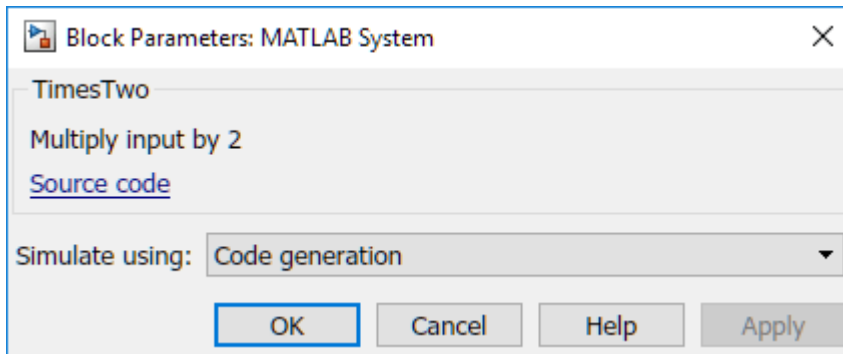 Block Parameters: MATLAB System
TimesTwo
Multiply input by 2
Source code
Simulate using: Code generation
OK Cancel Help Apply